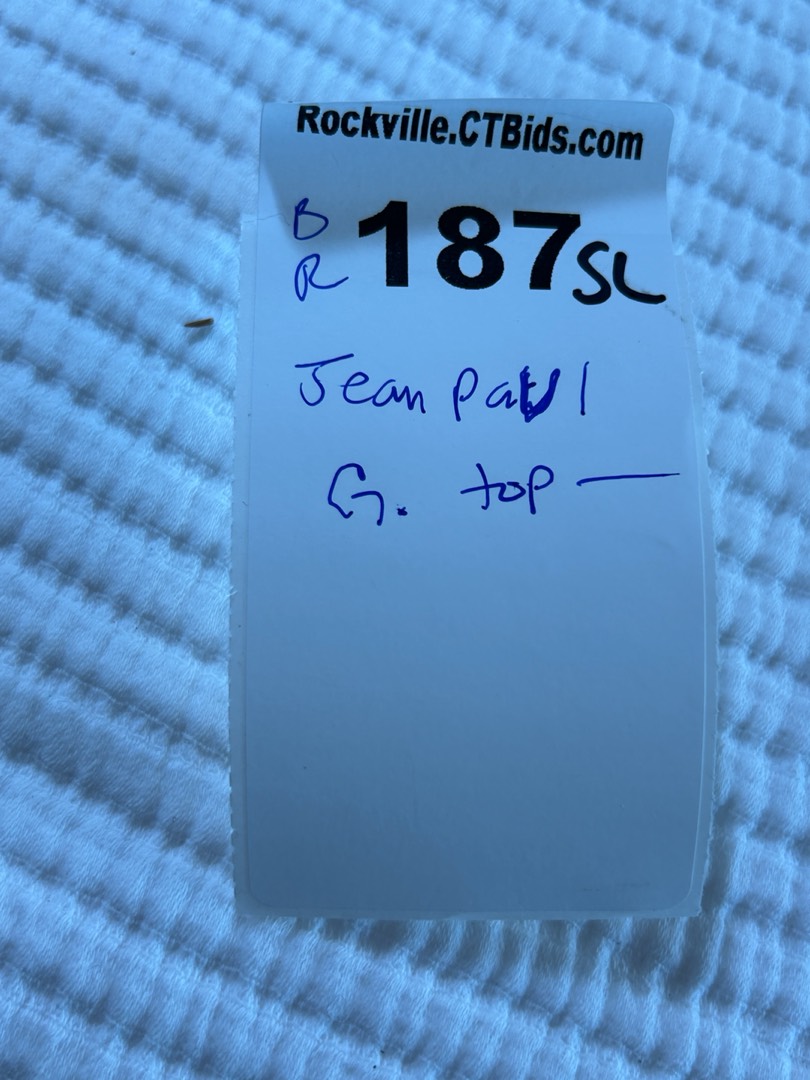 Rockville.CTBids.com
B 187SL
R
Jean Paul
G. top —